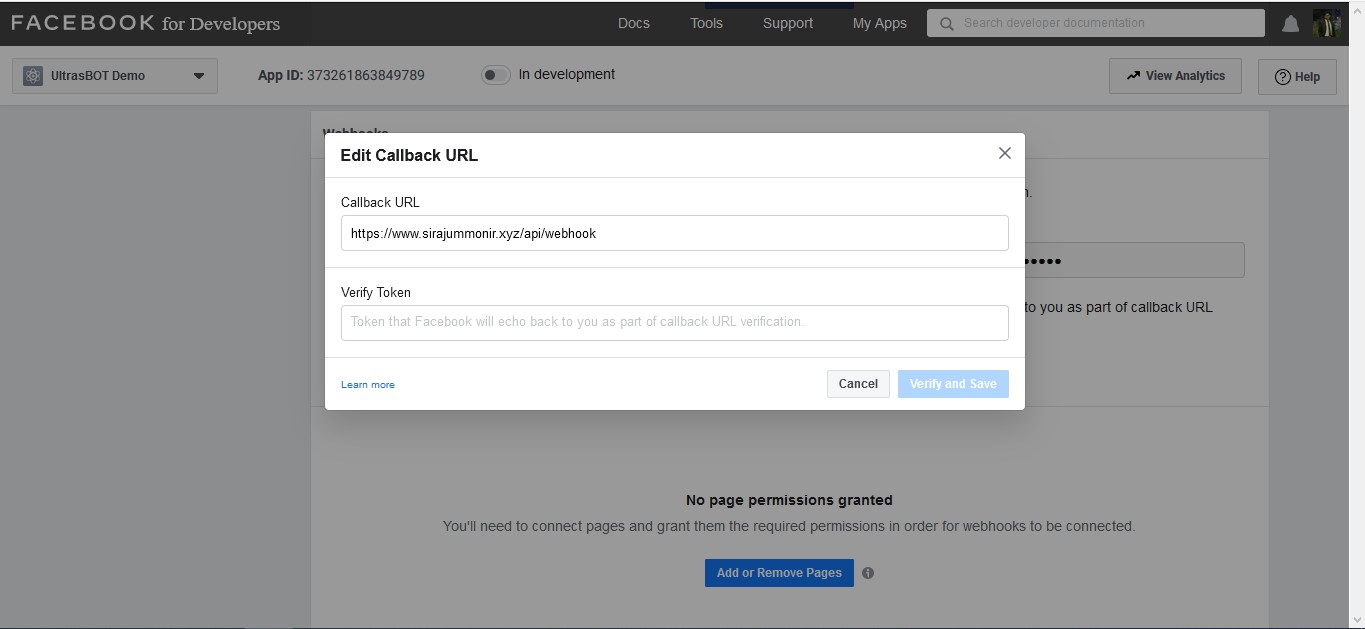 FACEBOOK for Developers
Docs
Tools
Support
My Apps
Search developer documentation
UltrasBOT Demo
App ID: 373261863849789
In development
View Analytics
Help
Webhooks
Edit Callback URL
Callback URL
https://www.sirajummonir.xyz/api/webhook
Verify Token
Token that Facebook will echo back to you as part of callback URL verification.
to you as part of callback URL
Learn more
Cancel
Verify and Save
No page permissions granted
You'll need to connect pages and grant them the required permissions in order for webhooks to be connected.
Add or Remove Pages